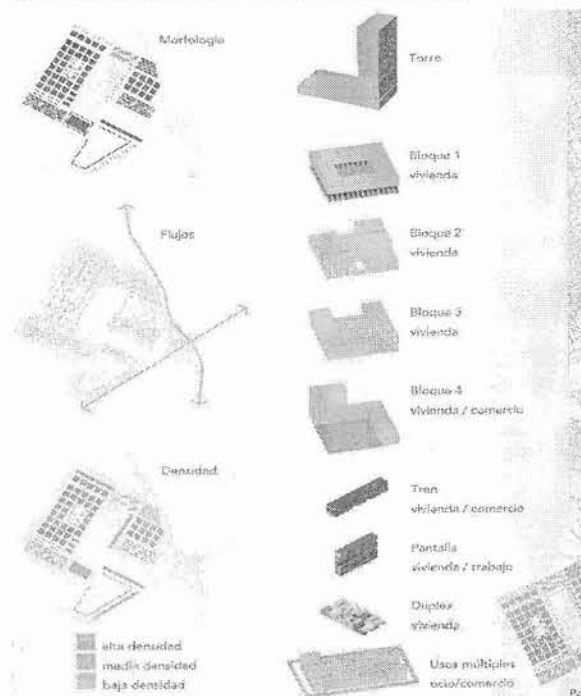 Morfología
Flujos
Densidad
alta densidad
media densidad
baja densidad
Torre
Bloque 1
vivienda
Bloque 2
vivienda
Bloque 3
vivienda
Bloque 4
vivienda / comercio
Tren
vivienda / comercio
Pantalla
vivienda / trabajo
Duplex
vivienda
Usos múltiples
ocio/comercio